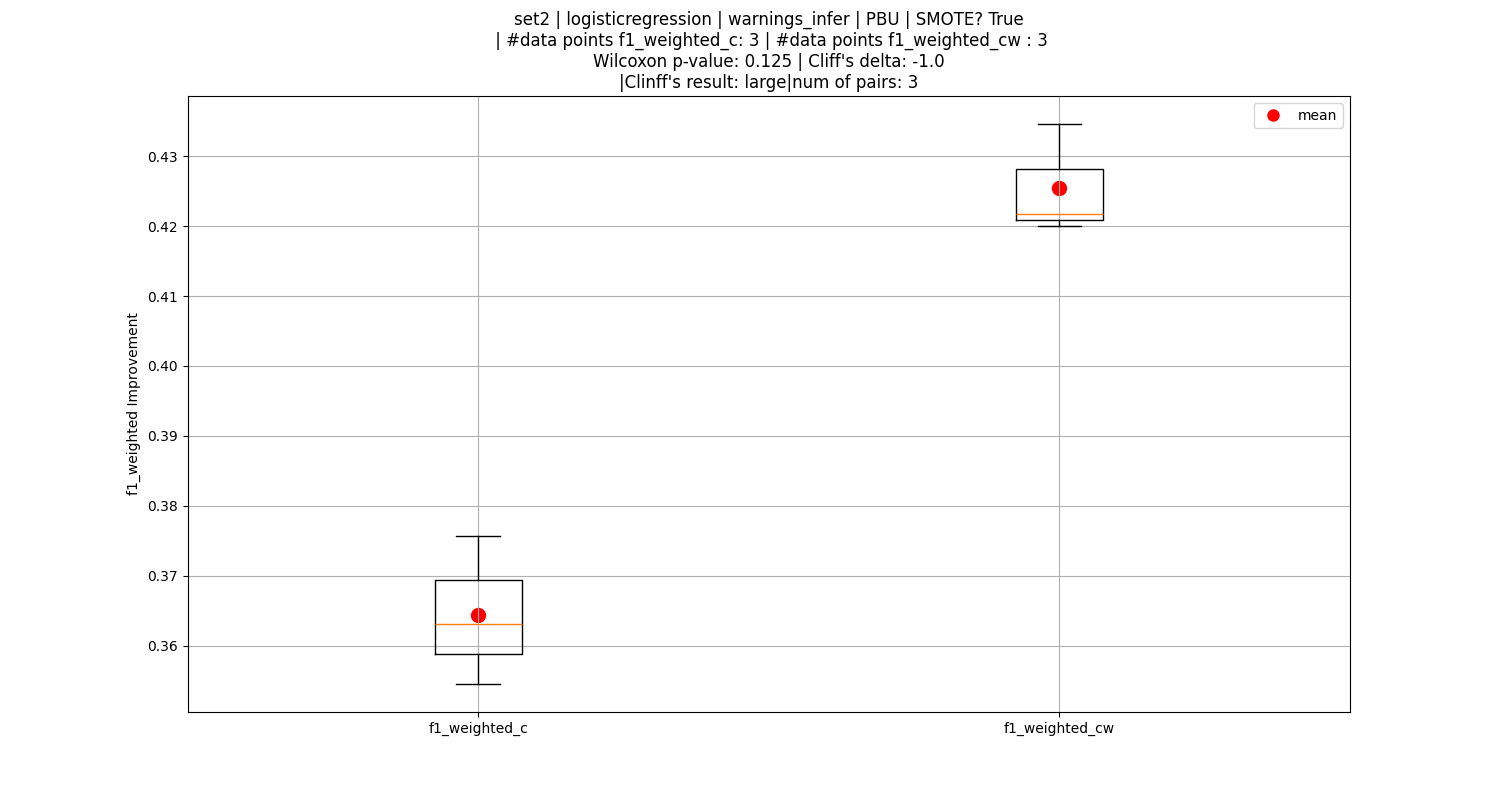 set2 | logisticregression | warnings_infer | PBU | SMOTE? True
| #data points f1_weighted_c: 3 | #data points f1_weighted_cw : 3
Wilcoxon p-value: 0.125 | Cliff's delta: -1.0
|Clinff's result: large|num of pairs: 3
mean
0.43
0.42
0.41
0.40
0.39
0.38
0.37
0.36
f1_weighted Improvement
f1_weighted_c
f1_weighted_cw